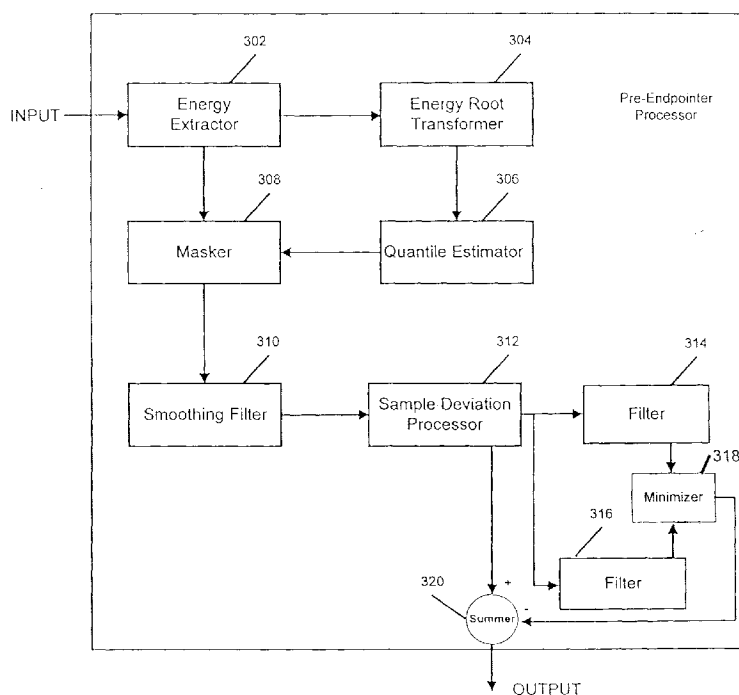 302
304
INPUT
Energy
Extractor
Energy Root
Transformer
Pre-Endpointer
Processor
308
306
Masker
Quantile Estimator
310
312
314
Smoothing Filter
Sample Deviation
Processor
Filter
318
Minimizer
316
Filter
320
+
-
Summer
OUTPUT